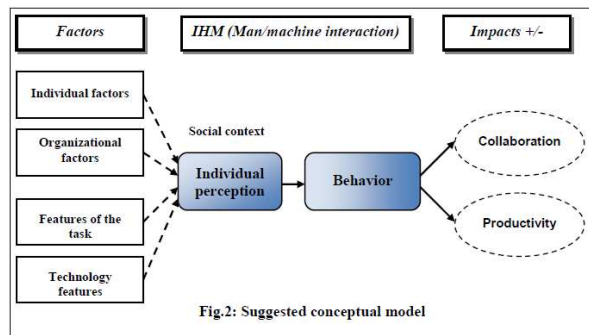 Factors
IHM (Man/machine interaction)
Impacts +/-
Individual factors
Organizational
factors
Features of the
task
Technology
features
Social context
Individual
perception
Behavior
Collaboration
Productivity
Fig.2: Suggested conceptual model